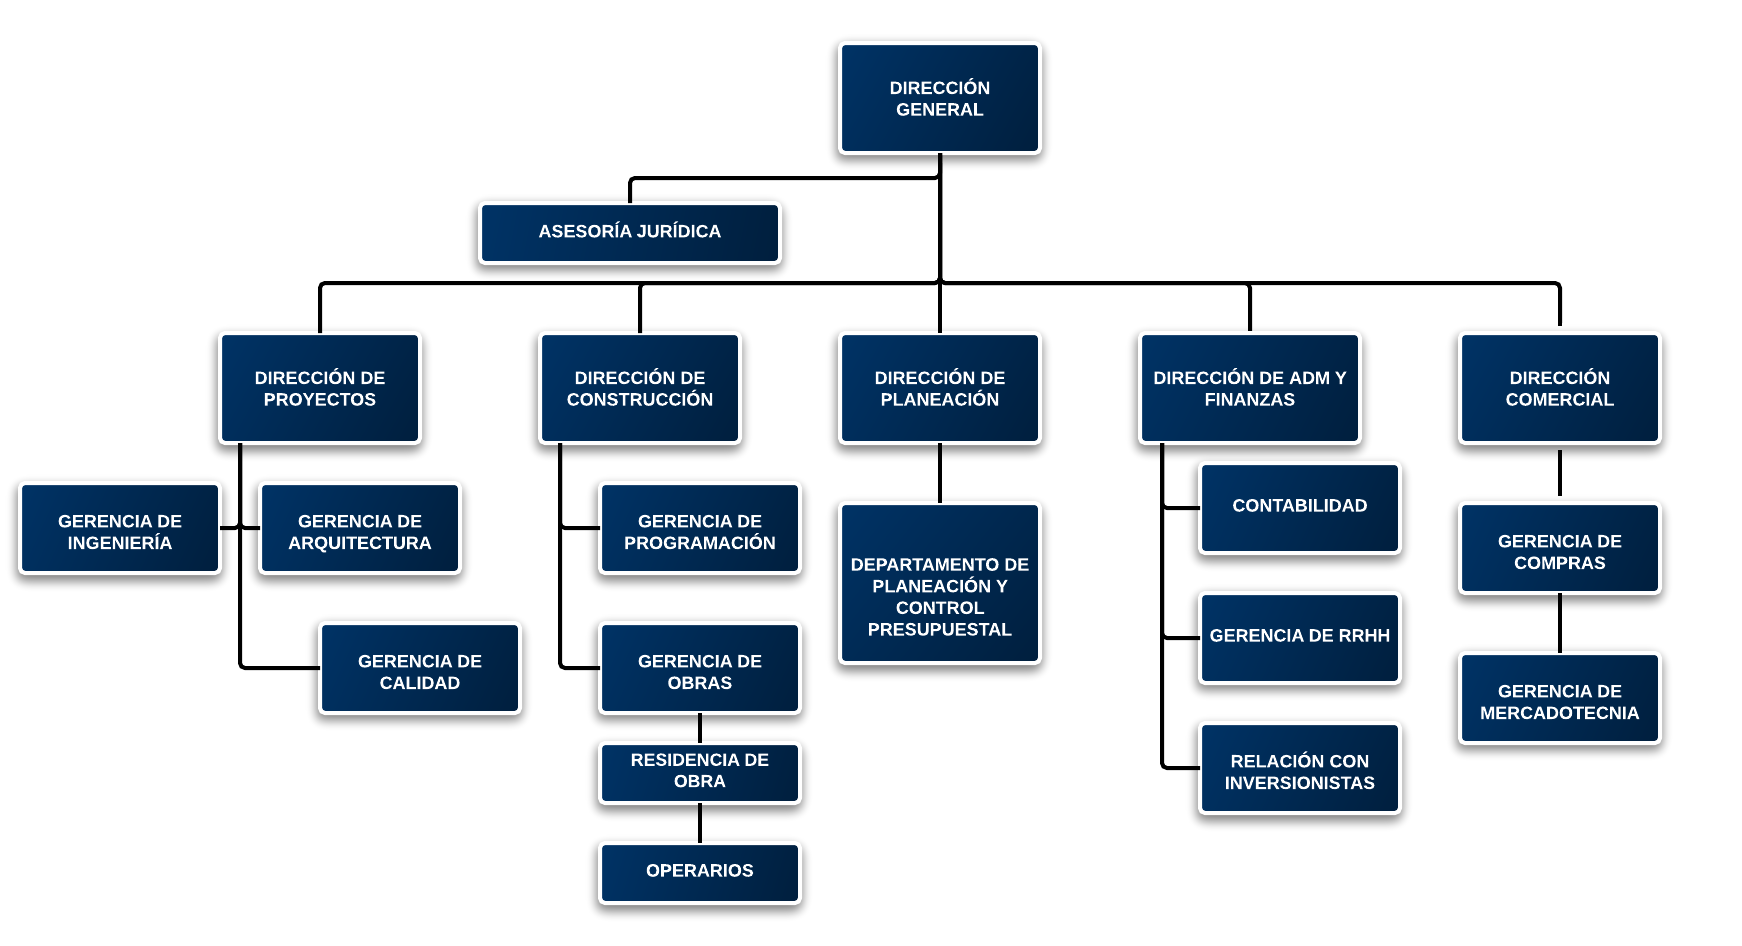 DIRECCIÓN
GENERAL
ASESORÍA JURÍDICA
DIRECCIÓN DE
PROYECTOS
DIRECCIÓN DE
CONSTRUCCIÓN
DIRECCIÓN DE
PLANEACIÓN
DIRECCIÓN DE ADM Y
FINANZAS
DIRECCIÓN
COMERCIAL
GERENCIA DE
INGENIERÍA
GERENCIA DE
ARQUITECTURA
GERENCIA DE
CALIDAD
GERENCIA DE
PROGRAMACIÓN
GERENCIA DE
OBRAS
RESIDENCIA DE
OBRA
OPERARIOS
DEPARTAMENTO DE
PLANEACIÓN Y
CONTROL
PRESUPUESTAL
CONTABILIDAD
GERENCIA DE RRHH
RELACIÓN CON
INVERSIONISTAS
GERENCIA DE
COMPRAS
GERENCIA DE
MERCADOTECNIA